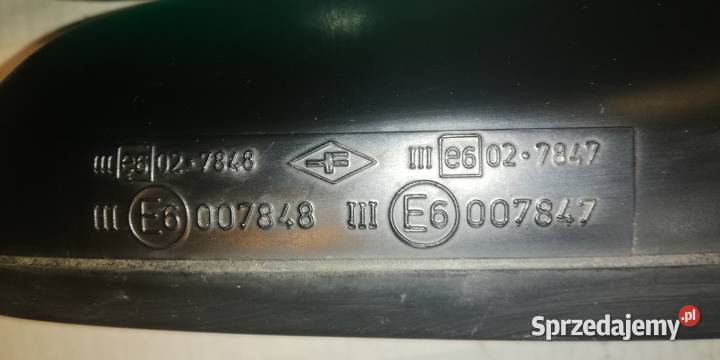 III e6 02·7848 III e6 02·7847
III E6 007848 III E6 007847
Sprzedajemy.pl